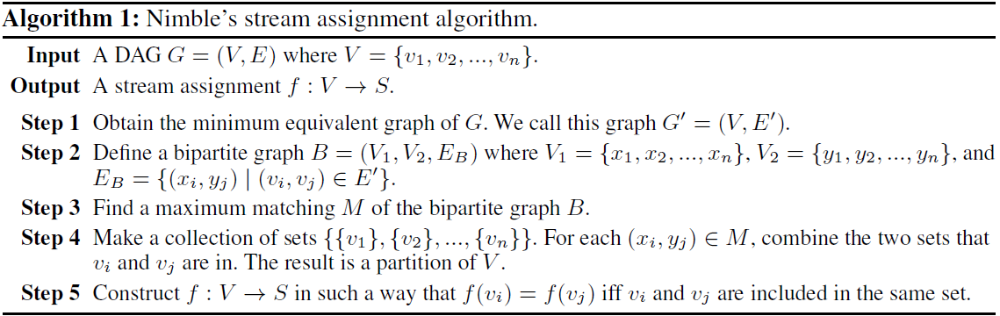 Algorithm 1: Nimble's stream assignment algorithm.
Input A DAG G = (V, E) where V = {v₁, v₂, ..., vₙ}.
Output A stream assignment f : V → S.
Step 1 Obtain the minimum equivalent graph of G. We call this graph G′ = (V, E′).
Step 2 Define a bipartite graph B = (V₁, V₂, E_B) where V₁ = {x₁, x₂, ..., xₙ}, V₂ = {y₁, y₂, ..., yₙ}, and
E_B = {(xᵢ, yⱼ) | (vᵢ, vⱼ) ∈ E′}.
Step 3 Find a maximum matching M of the bipartite graph B.
Step 4 Make a collection of sets {{v₁}, {v₂}, ..., {vₙ}}. For each (xᵢ, yⱼ) ∈ M, combine the two sets that
vᵢ and vⱼ are in. The result is a partition of V.
Step 5 Construct f : V → S in such a way that f(vᵢ) = f(vⱼ) iff vᵢ and vⱼ are included in the same set.